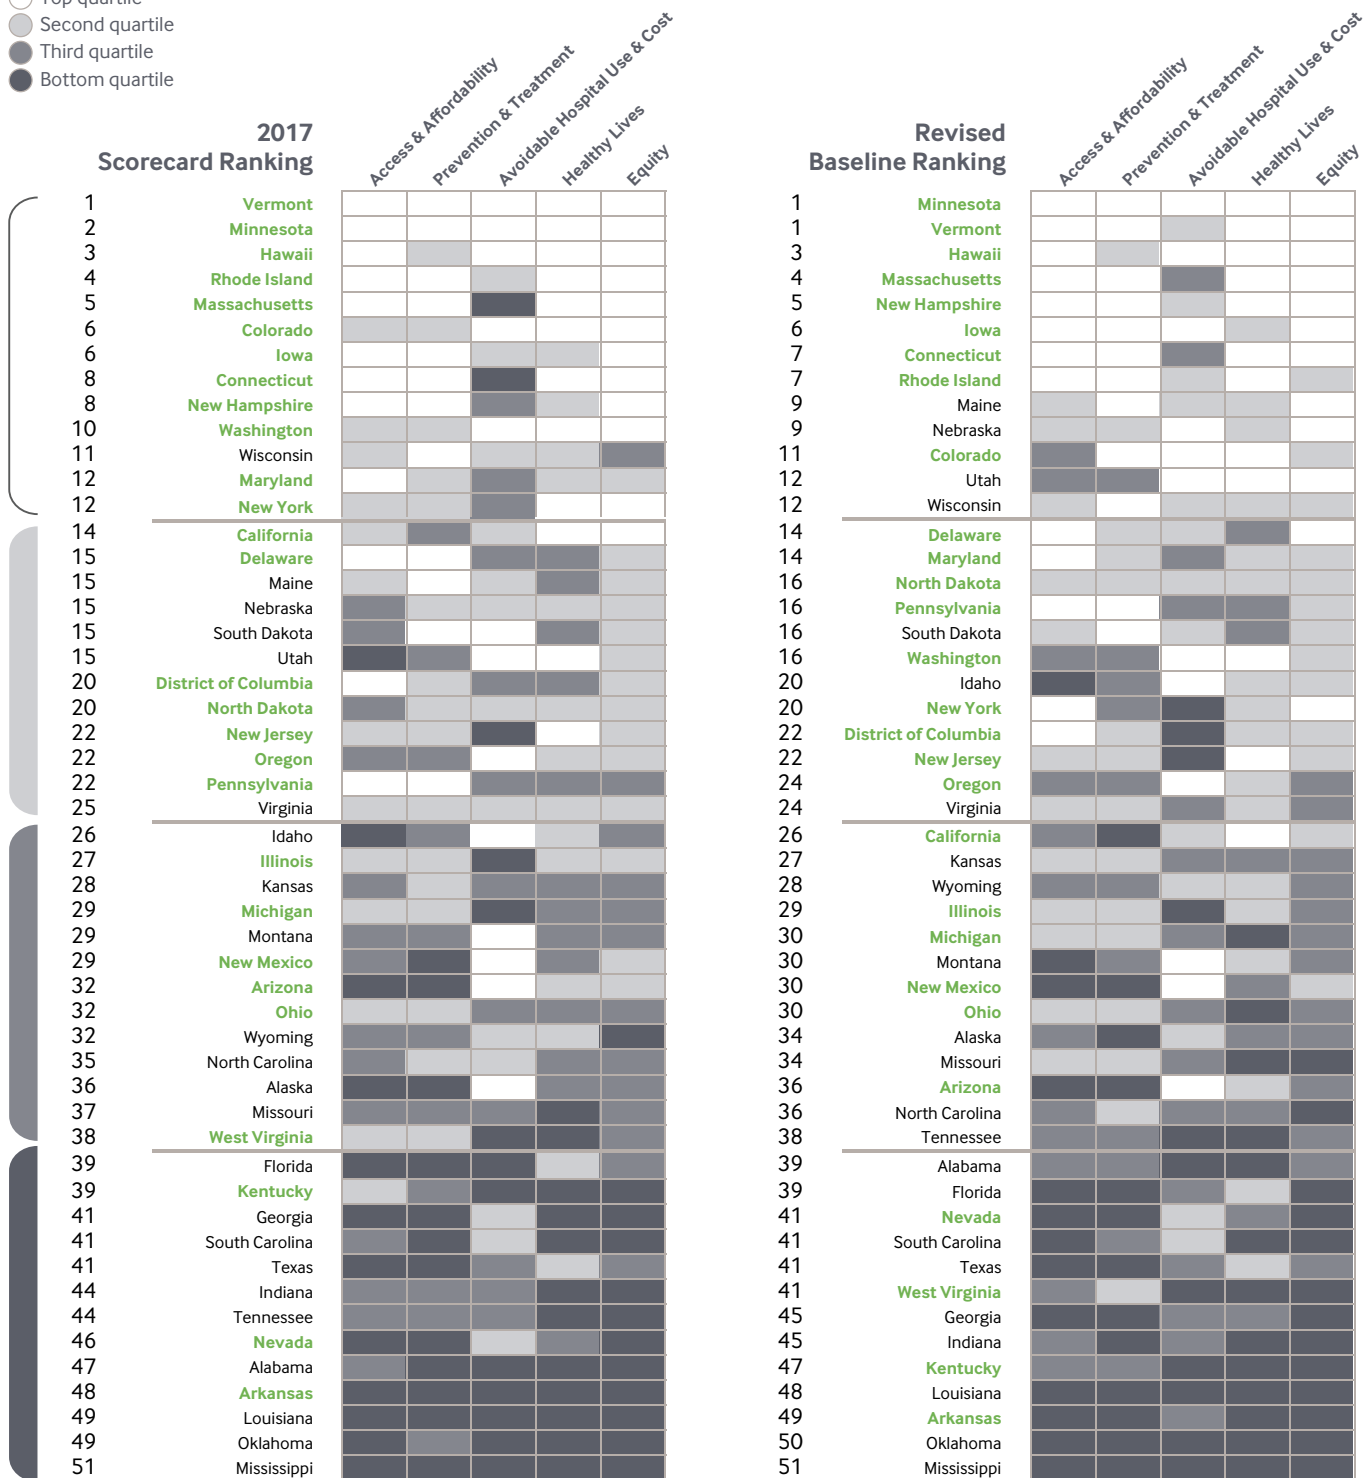 Top quartile
Second quartile
Third quartile
Bottom quartile
2017
Scorecard Ranking
Access & Affordability
Prevention & Treatment
Avoidable Hospital Use & Cost
Healthy Lives
Equity
1 Vermont
2 Minnesota
3 Hawaii
4 Rhode Island
5 Massachusetts
6 Colorado
6 Iowa
8 Connecticut
8 New Hampshire
10 Washington
11 Wisconsin
12 Maryland
12 New York
14 California
15 Delaware
15 Maine
15 Nebraska
15 South Dakota
15 Utah
20 District of Columbia
20 North Dakota
22 New Jersey
22 Oregon
22 Pennsylvania
25 Virginia
26 Idaho
27 Illinois
28 Kansas
29 Michigan
29 Montana
29 New Mexico
32 Arizona
32 Ohio
32 Wyoming
35 North Carolina
36 Alaska
37 Missouri
38 West Virginia
39 Florida
39 Kentucky
41 Georgia
41 South Carolina
41 Texas
44 Indiana
44 Tennessee
46 Nevada
47 Alabama
48 Arkansas
49 Louisiana
49 Oklahoma
51 Mississippi
Revised
Baseline Ranking
Access & Affordability
Prevention & Treatment
Avoidable Hospital Use & Cost
Healthy Lives
Equity
1 Minnesota
1 Vermont
3 Hawaii
4 Massachusetts
5 New Hampshire
6 Iowa
7 Connecticut
7 Rhode Island
9 Maine
9 Nebraska
11 Colorado
12 Utah
12 Wisconsin
14 Delaware
14 Maryland
16 North Dakota
16 Pennsylvania
16 South Dakota
16 Washington
20 Idaho
20 New York
22 District of Columbia
22 New Jersey
24 Oregon
24 Virginia
26 California
27 Kansas
28 Wyoming
29 Illinois
30 Michigan
30 Montana
30 New Mexico
30 Ohio
34 Alaska
34 Missouri
36 Arizona
36 North Carolina
38 Tennessee
39 Alabama
39 Florida
41 Nevada
41 South Carolina
41 Texas
41 West Virginia
45 Georgia
45 Indiana
47 Kentucky
48 Louisiana
49 Arkansas
50 Oklahoma
51 Mississippi